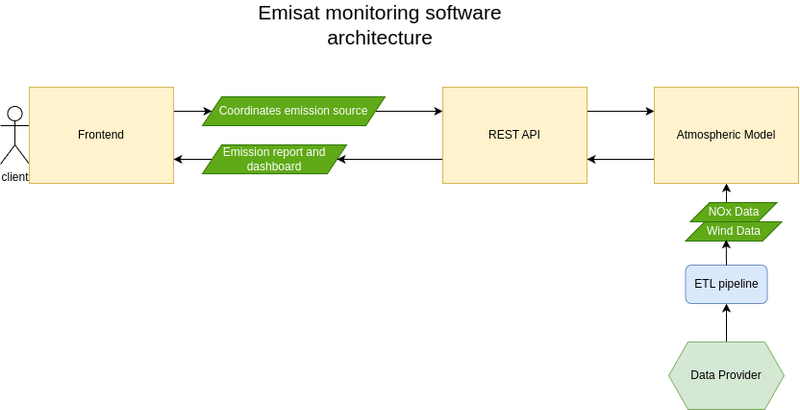 Emisat monitoring software
architecture
Coordinates emission source
Frontend
REST API
Atmospheric Model
Emission report and
dashboard
client
NOx Data
Wind Data
ETL pipeline
Data Provider